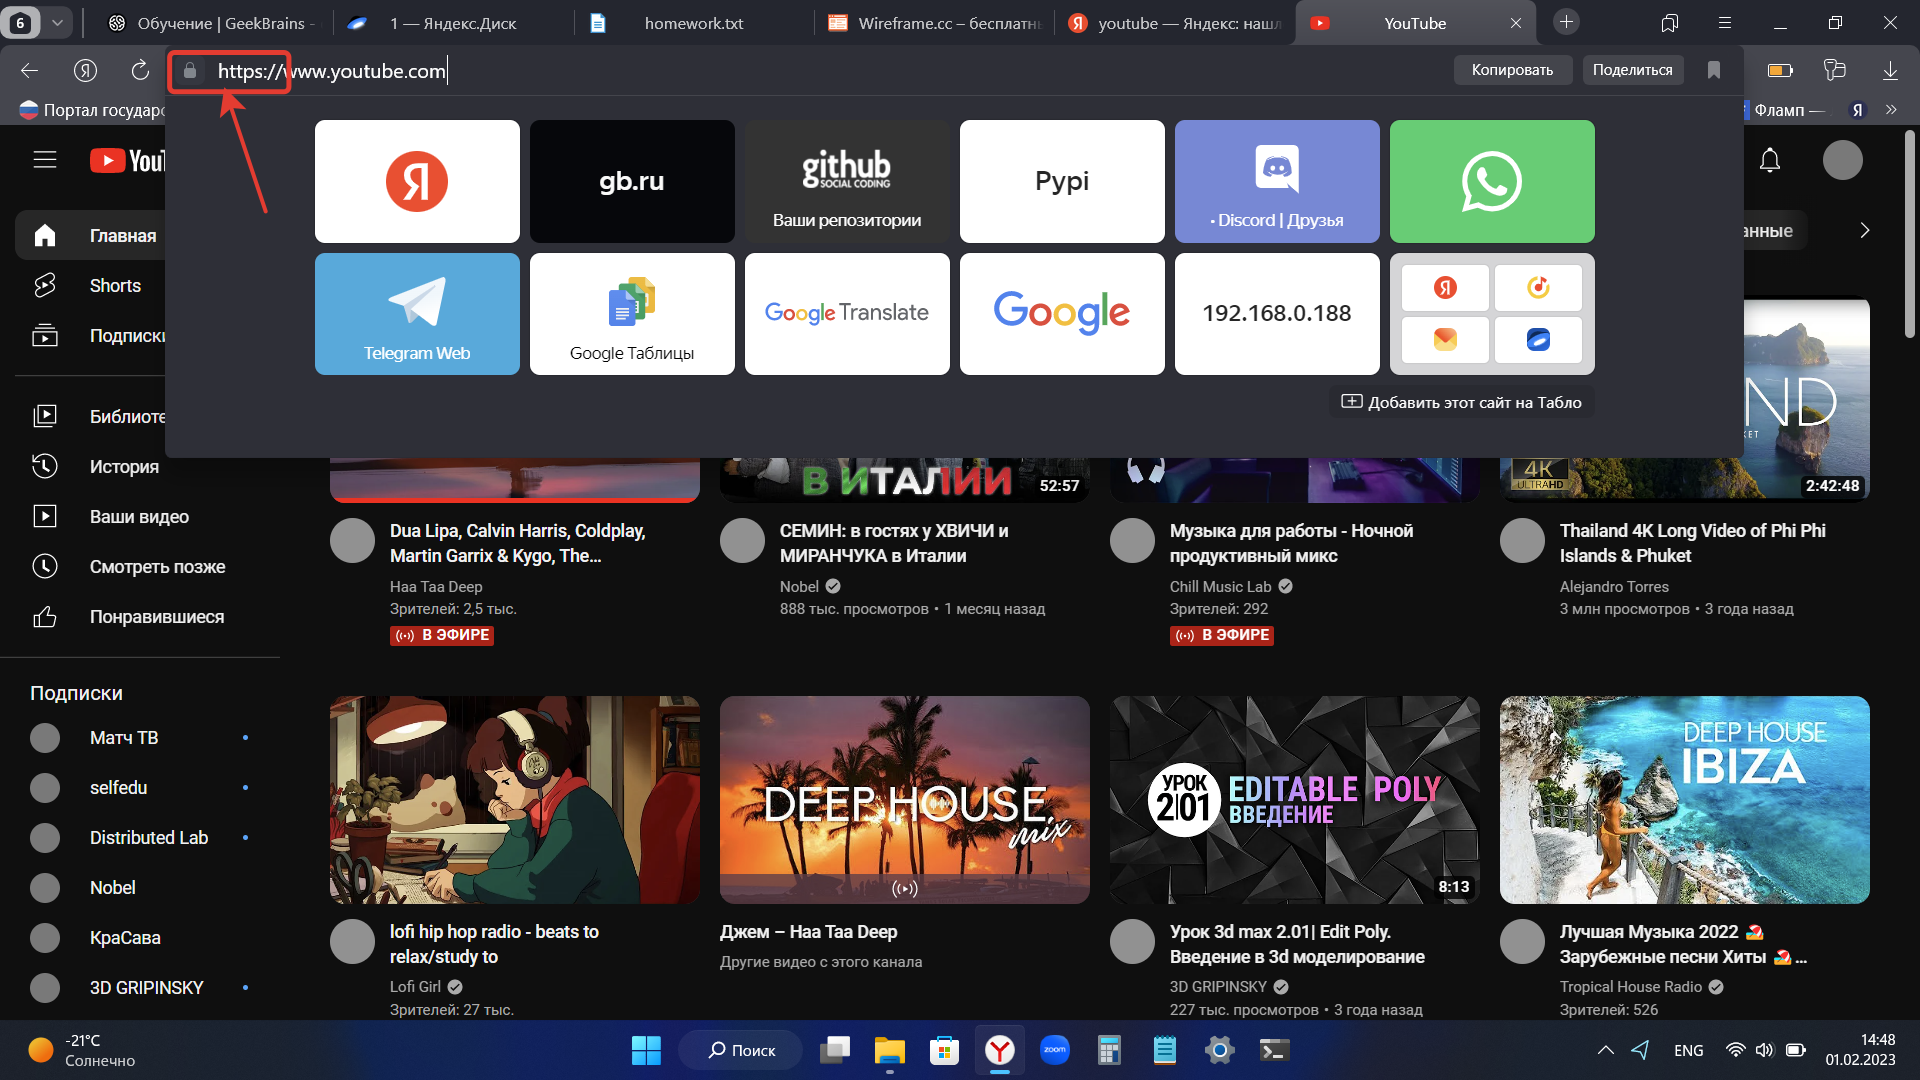 6
Обучение | GeekBrains -
1 — Яндекс.Диск
homework.txt
Wireframe.cc – бесплатн
Я youtube — Яндекс: нашл
YouTube
Я
https://www.youtube.com
Копировать
Поделиться
Портал государс
Фламп —
Я
YouT
Я
gb.ru
github
SOCIAL CODING
Ваши репозитории
Pypi
• Discord | Друзья
Telegram Web
Google Таблицы
Google Translate
Google
192.168.0.188
Я
Добавить этот сайт на Табло
анные
Главная
Shorts
Подписки
Библиоте
История
Ваши видео
Смотреть позже
Понравившиеся
Подписки
Матч ТВ
selfedu
Distributed Lab
Nobel
КраСава
3D GRIPINSKY
В ИТАЛИИ
52:57
ND
KET
4K
ULTRAHD
2:42:48
Dua Lipa, Calvin Harris, Coldplay,
Martin Garrix & Kygo, The...
Haa Taa Deep
Зрителей: 2,5 тыс.
В ЭФИРЕ
СЕМИН: в гостях у ХВИЧИ и
МИРАНЧУКА в Италии
Nobel
888 тыс. просмотров • 1 месяц назад
Музыка для работы - Ночной
продуктивный микс
Chill Music Lab
Зрителей: 292
В ЭФИРЕ
Thailand 4K Long Video of Phi Phi
Islands & Phuket
Alejandro Torres
3 млн просмотров • 3 года назад
DEEP HOUSE
mix
УРОК
2|01
EDITABLE POLY
ВВЕДЕНИЕ
8:13
DEEP HOUSE
IBIZA
lofi hip hop radio - beats to
relax/study to
Lofi Girl
Зрителей: 27 тыс.
Джем – Haa Taa Deep
Другие видео с этого канала
Урок 3d max 2.01| Edit Poly.
Введение в 3d моделирование
3D GRIPINSKY
227 тыс. просмотров • 3 года назад
Лучшая Музыка 2022 🏖
Зарубежные песни Хиты 🏖...
Tropical House Radio
Зрителей: 526
-21°C
Солнечно
Поиск
zoom
ENG
14:48
01.02.2023